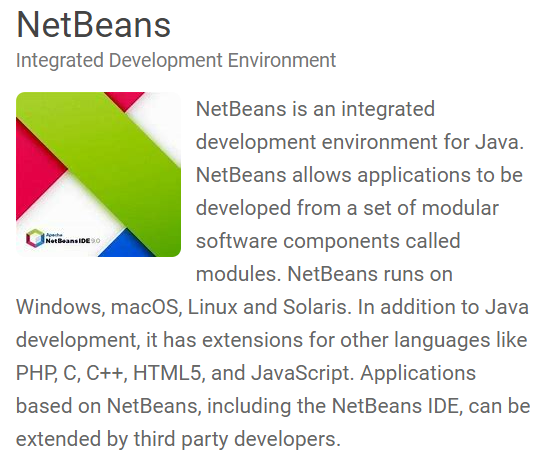 NetBeans
Integrated Development Environment
NetBeans is an integrated
development environment for Java.
NetBeans allows applications to be
developed from a set of modular
software components called
modules. NetBeans runs on
Apache
NetBeans IDE 9.0
Windows, macOS, Linux and Solaris. In addition to Java
development, it has extensions for other languages like
PHP, C, C++, HTML5, and JavaScript. Applications
based on NetBeans, including the NetBeans IDE, can be
extended by third party developers.